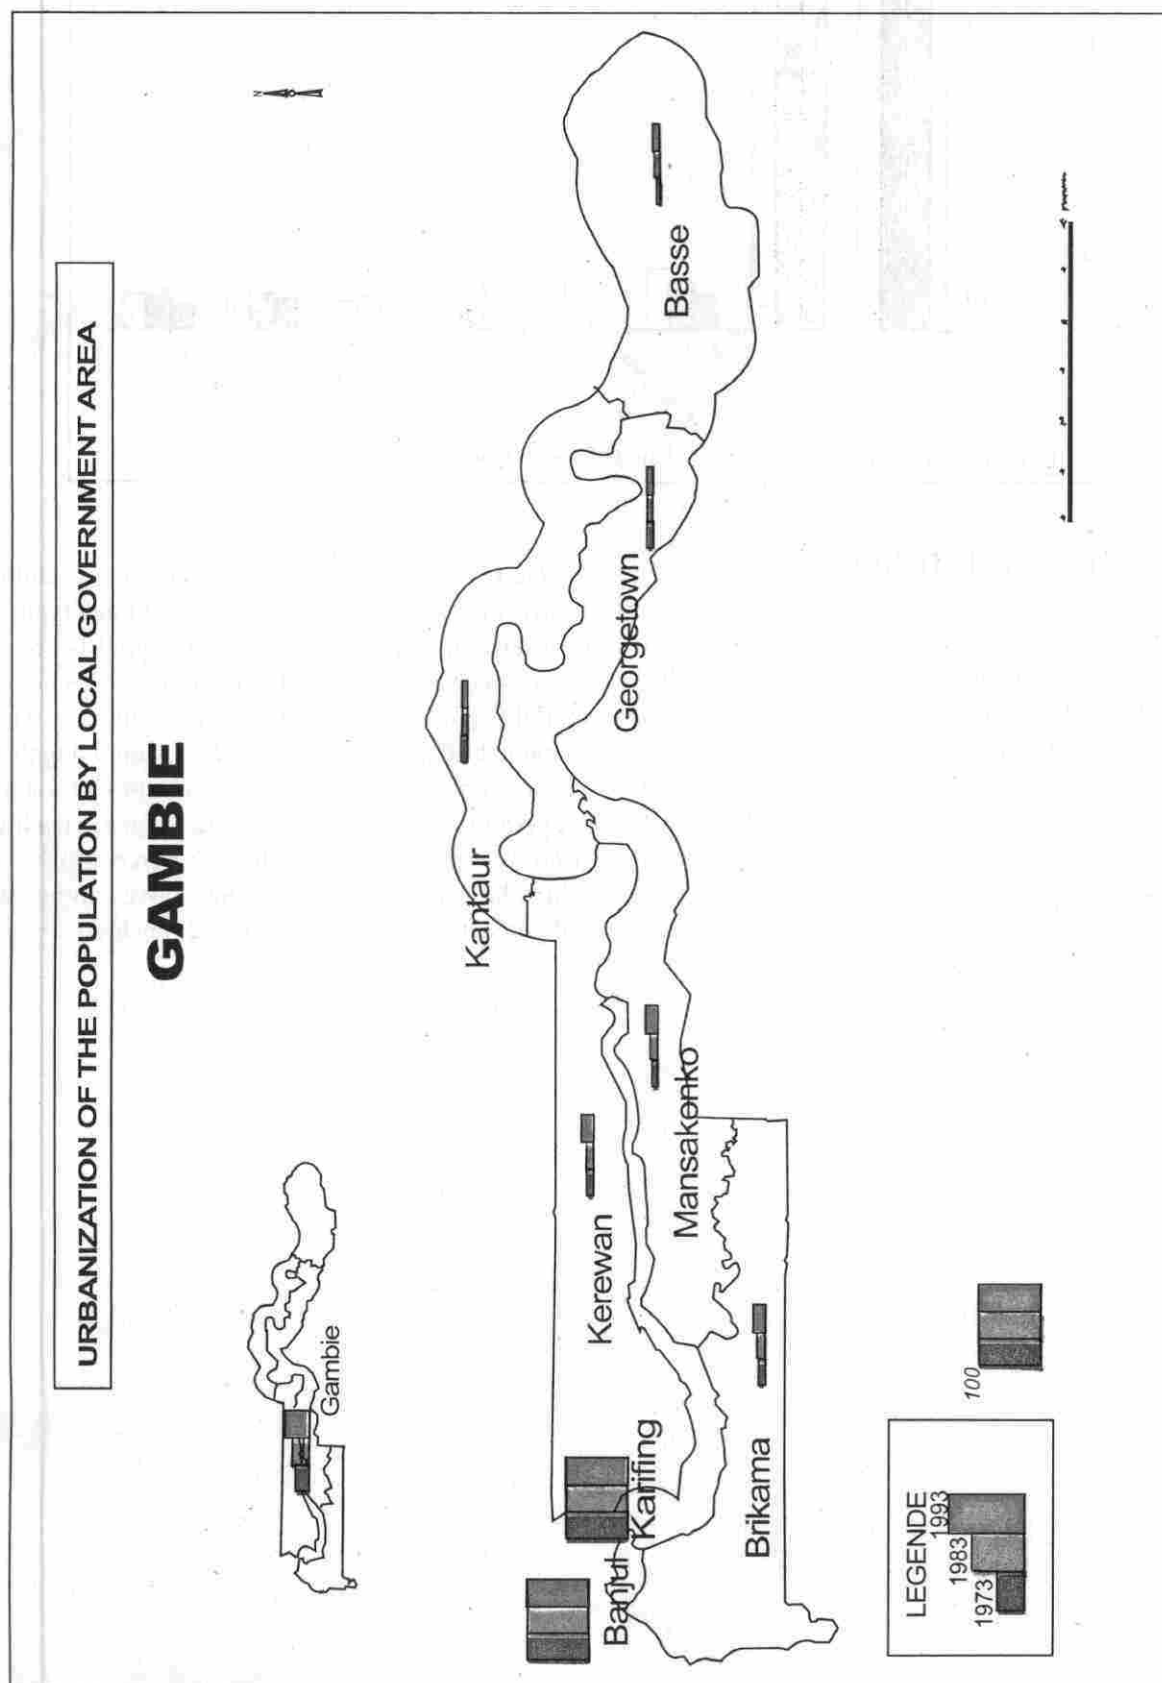 URBANIZATION OF THE POPULATION BY LOCAL GOVERNMENT AREA
GAMBIE
N
Gambie
Kantaur
Basse
Georgetown
Kerewan
Mansakonko
Banjul
Karifing
Brikama
LEGENDE
1973
1983
1993
100